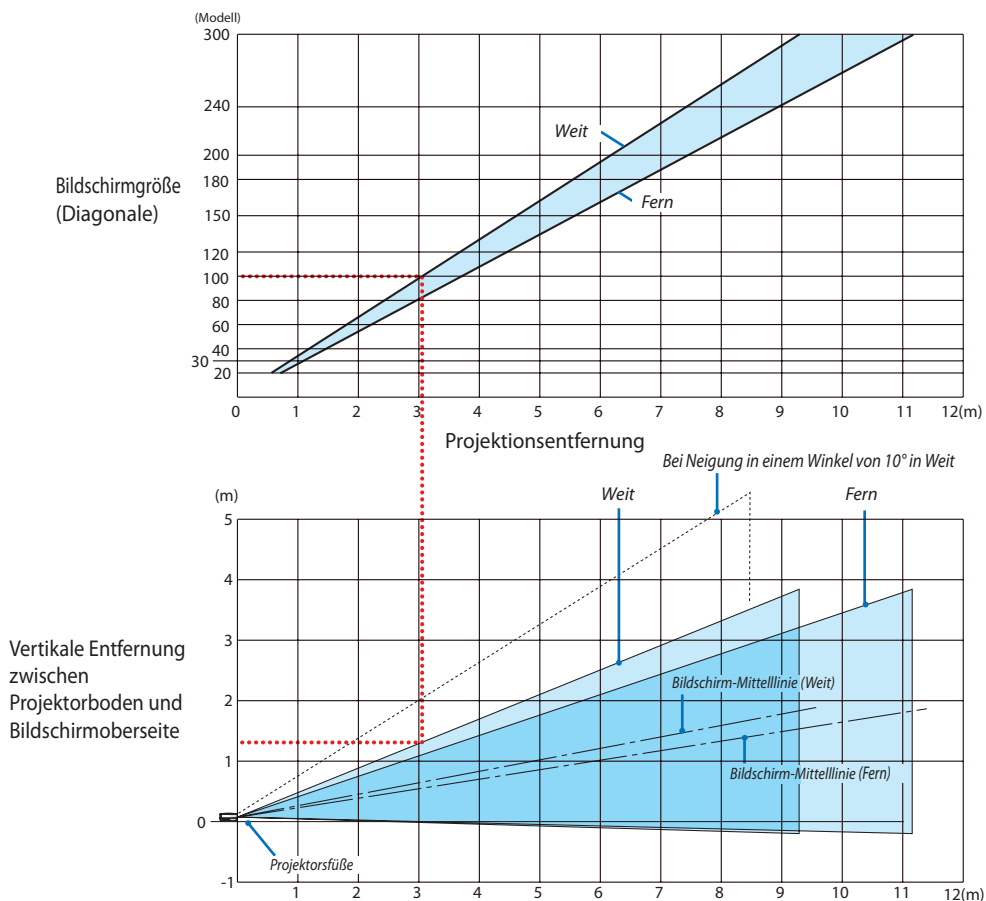 (Modell)
300
240
200
180
150
120
100
80
60
40
30
20
Weit
Fern
Bildschirmgröße
(Diagonale)
0 1 2 3 4 5 6 7 8 9 10 11 12(m)
Projektionsentfernung
Bei Neigung in einem Winkel von 10° in Weit
(m)
Weit
Fern
5
4
3
2
1
0
-1
Vertikale Entfernung
zwischen
Projektorboden und
Bildschirmoberseite
Bildschirm-Mittelllinie (Weit)
Bildschirm-Mittelllinie (Fern)
Projektorsfüße
1 2 3 4 5 6 7 8 9 10 11 12(m)